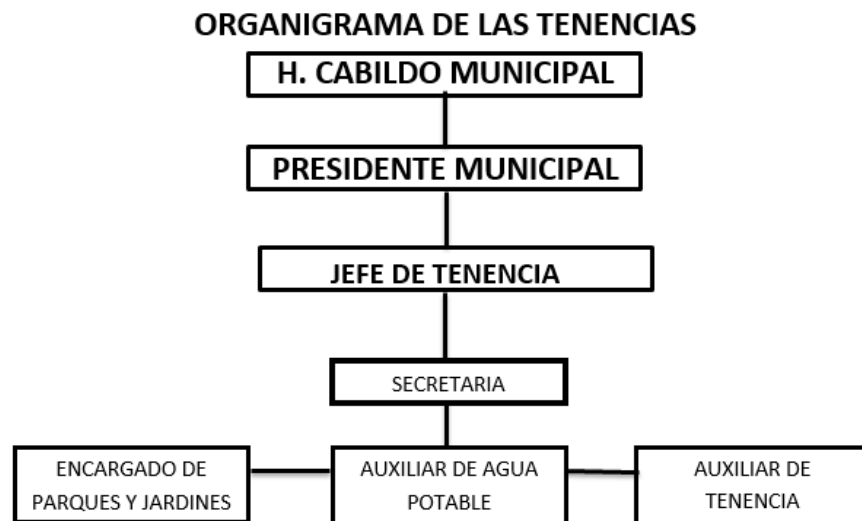 ORGANIGRAMA DE LAS TENENCIAS
H. CABILDO MUNICIPAL
PRESIDENTE MUNICIPAL
JEFE DE TENENCIA
SECRETARIA
ENCARGADO DE
PARQUES Y JARDINES
AUXILIAR DE AGUA
POTABLE
AUXILIAR DE
TENENCIA